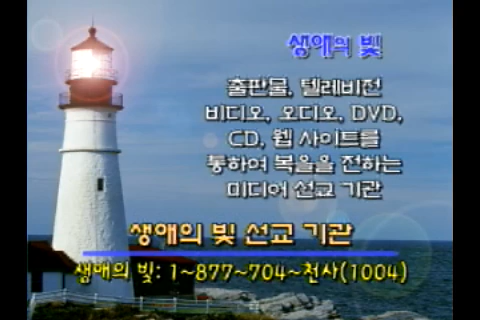 생애의 빛
출판물, 텔레비전
비디오, 오디오, DVD,
CD, 웹 사이트를
통하여 복음을 전하는
미디어 선교 기관
생애의 빛 선교 기관
생애의 빛: 1~877~704~천사(1004)